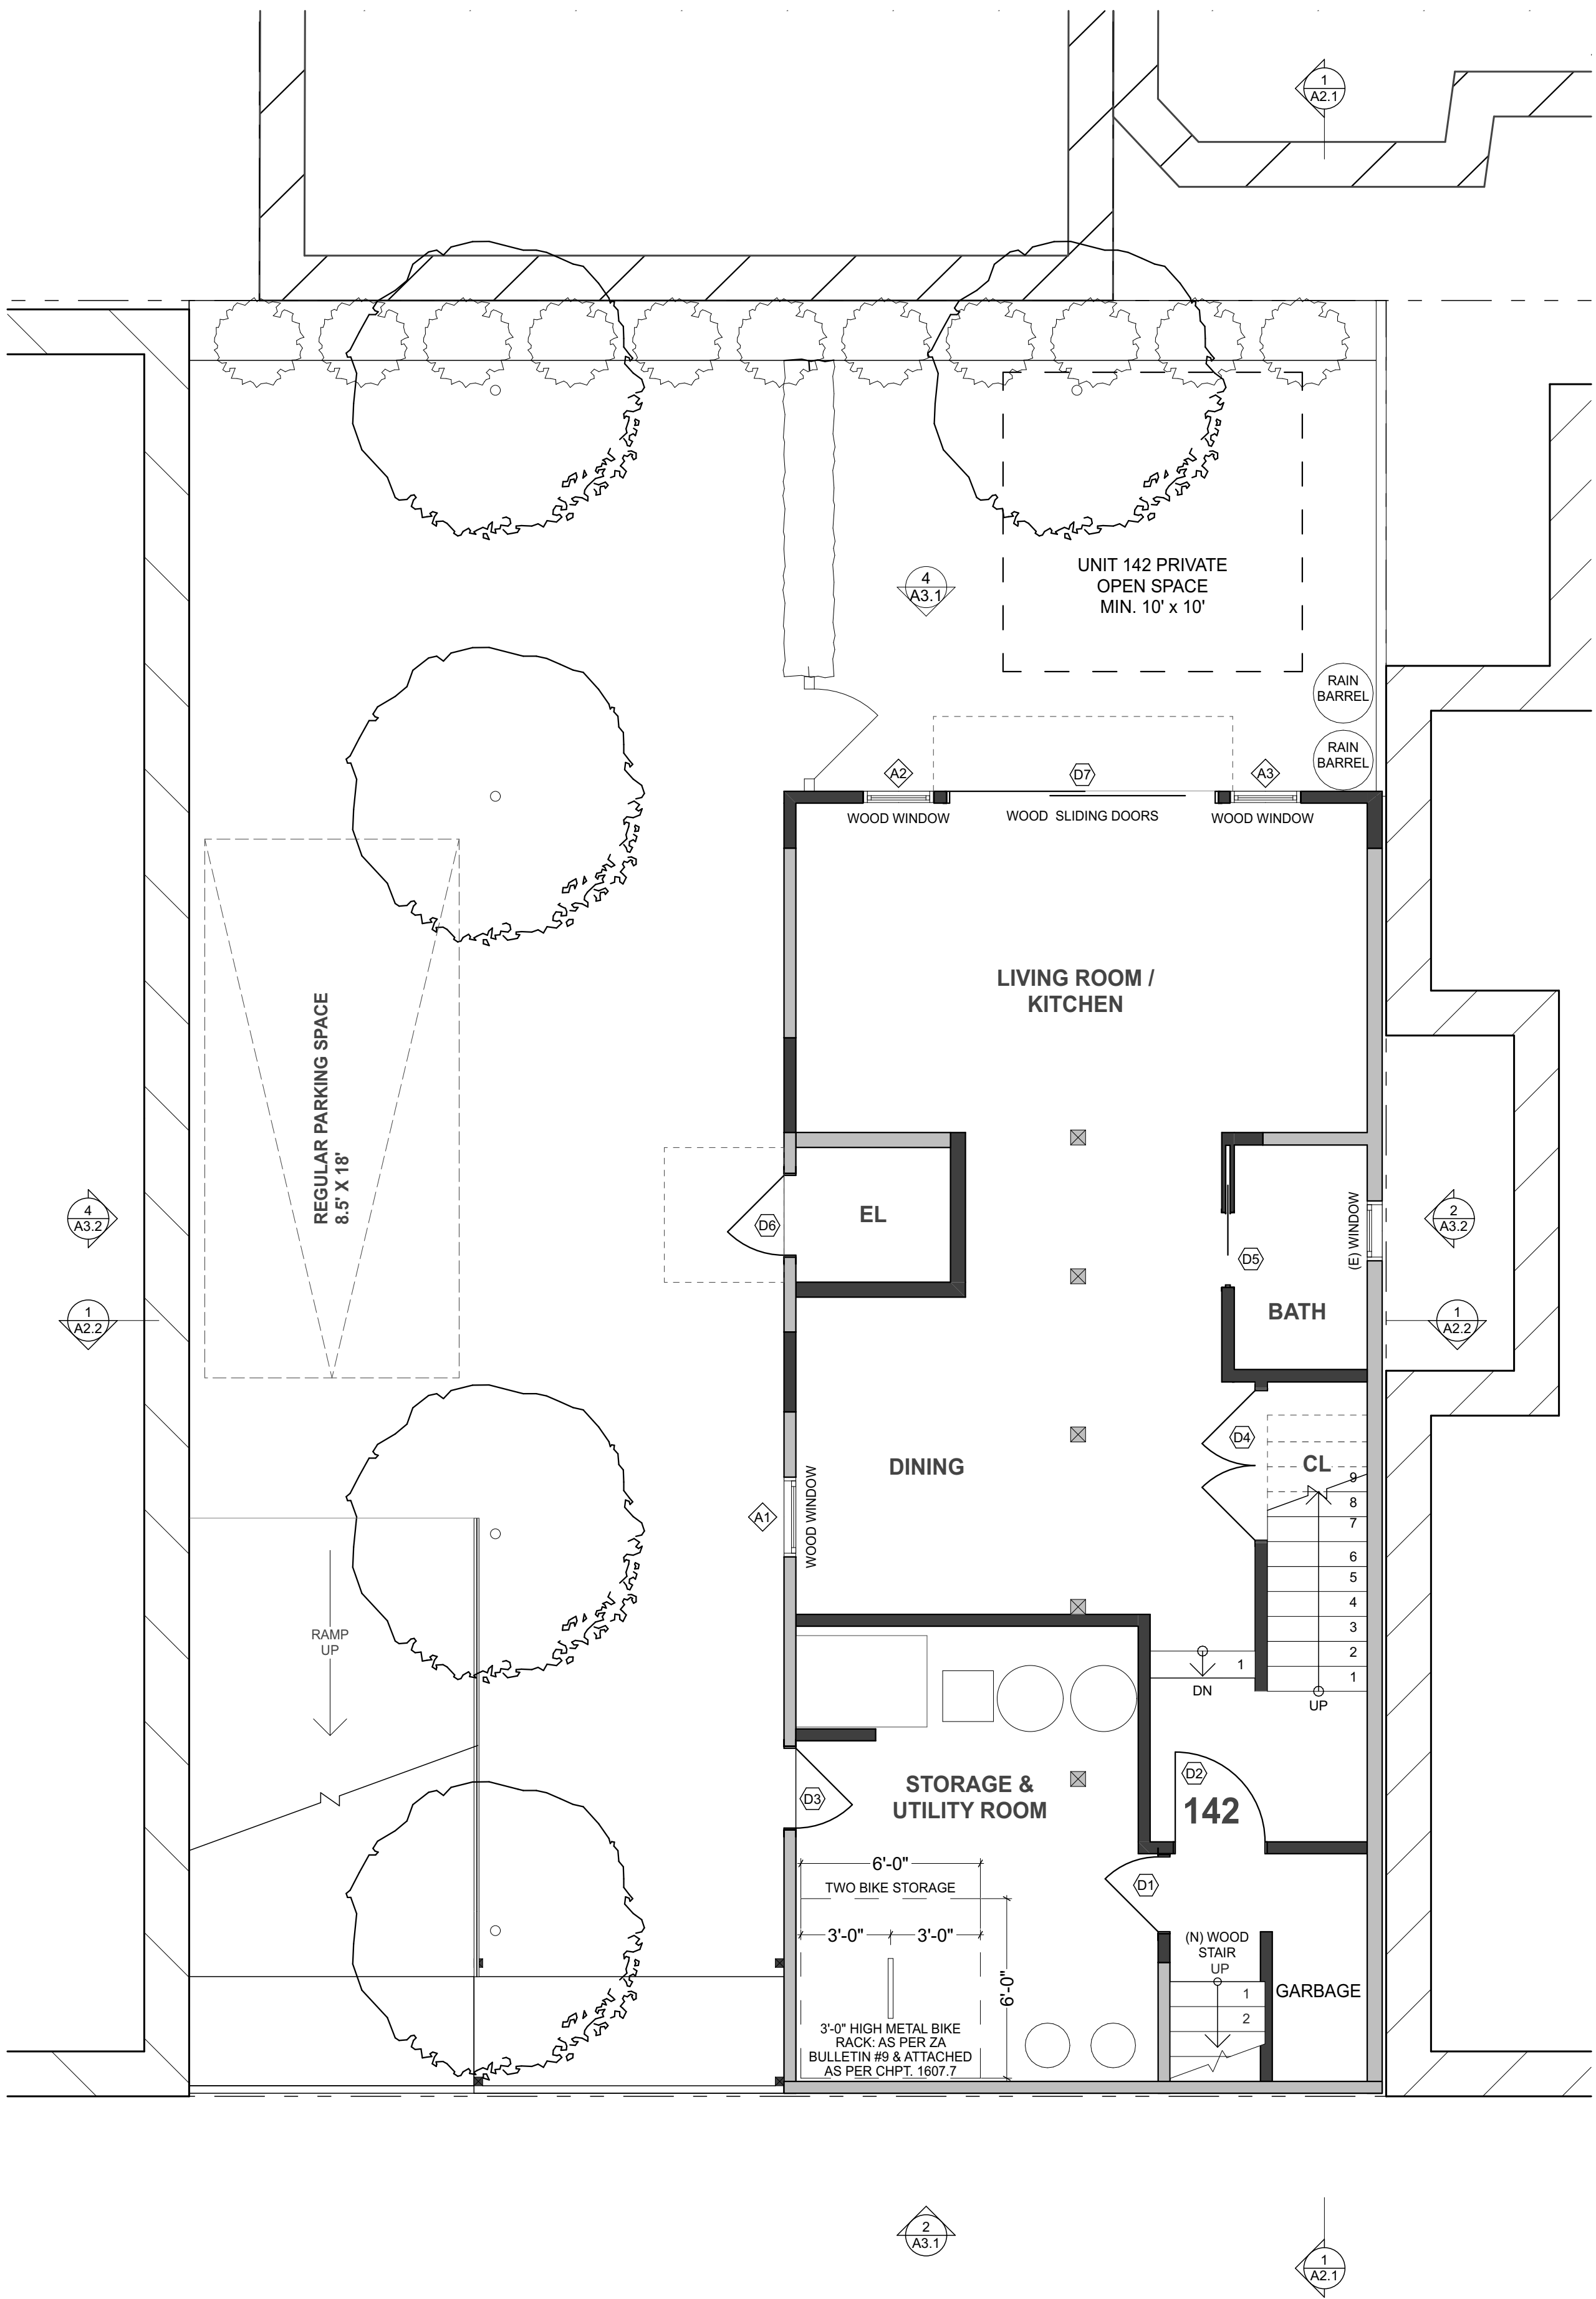 1
A2.1
UNIT 142 PRIVATE
OPEN SPACE
MIN. 10' x 10'
4
A3.1
RAIN
BARREL
RAIN
BARREL
A2
D7
A3
WOOD WINDOW
WOOD SLIDING DOORS
WOOD WINDOW
LIVING ROOM /
KITCHEN
REGULAR PARKING SPACE
8.5' X 18'
4
A3.2
D6
EL
D5
(E) WINDOW
2
A3.2
BATH
1
A2.2
1
A2.2
D4
DINING
CL
9
8
7
6
5
4
3
2
1
UP
A1
WOOD WINDOW
RAMP
UP
1
DN
D2
142
STORAGE &
UTILITY ROOM
D3
6'-0"
TWO BIKE STORAGE
D1
3'-0"
3'-0"
6'-0"
(N) WOOD
STAIR
UP
1
2
GARBAGE
3'-0" HIGH METAL BIKE
RACK: AS PER ZA
BULLETIN #9 & ATTACHED
AS PER CHPT. 1607.7
2
A3.1
1
A2.1